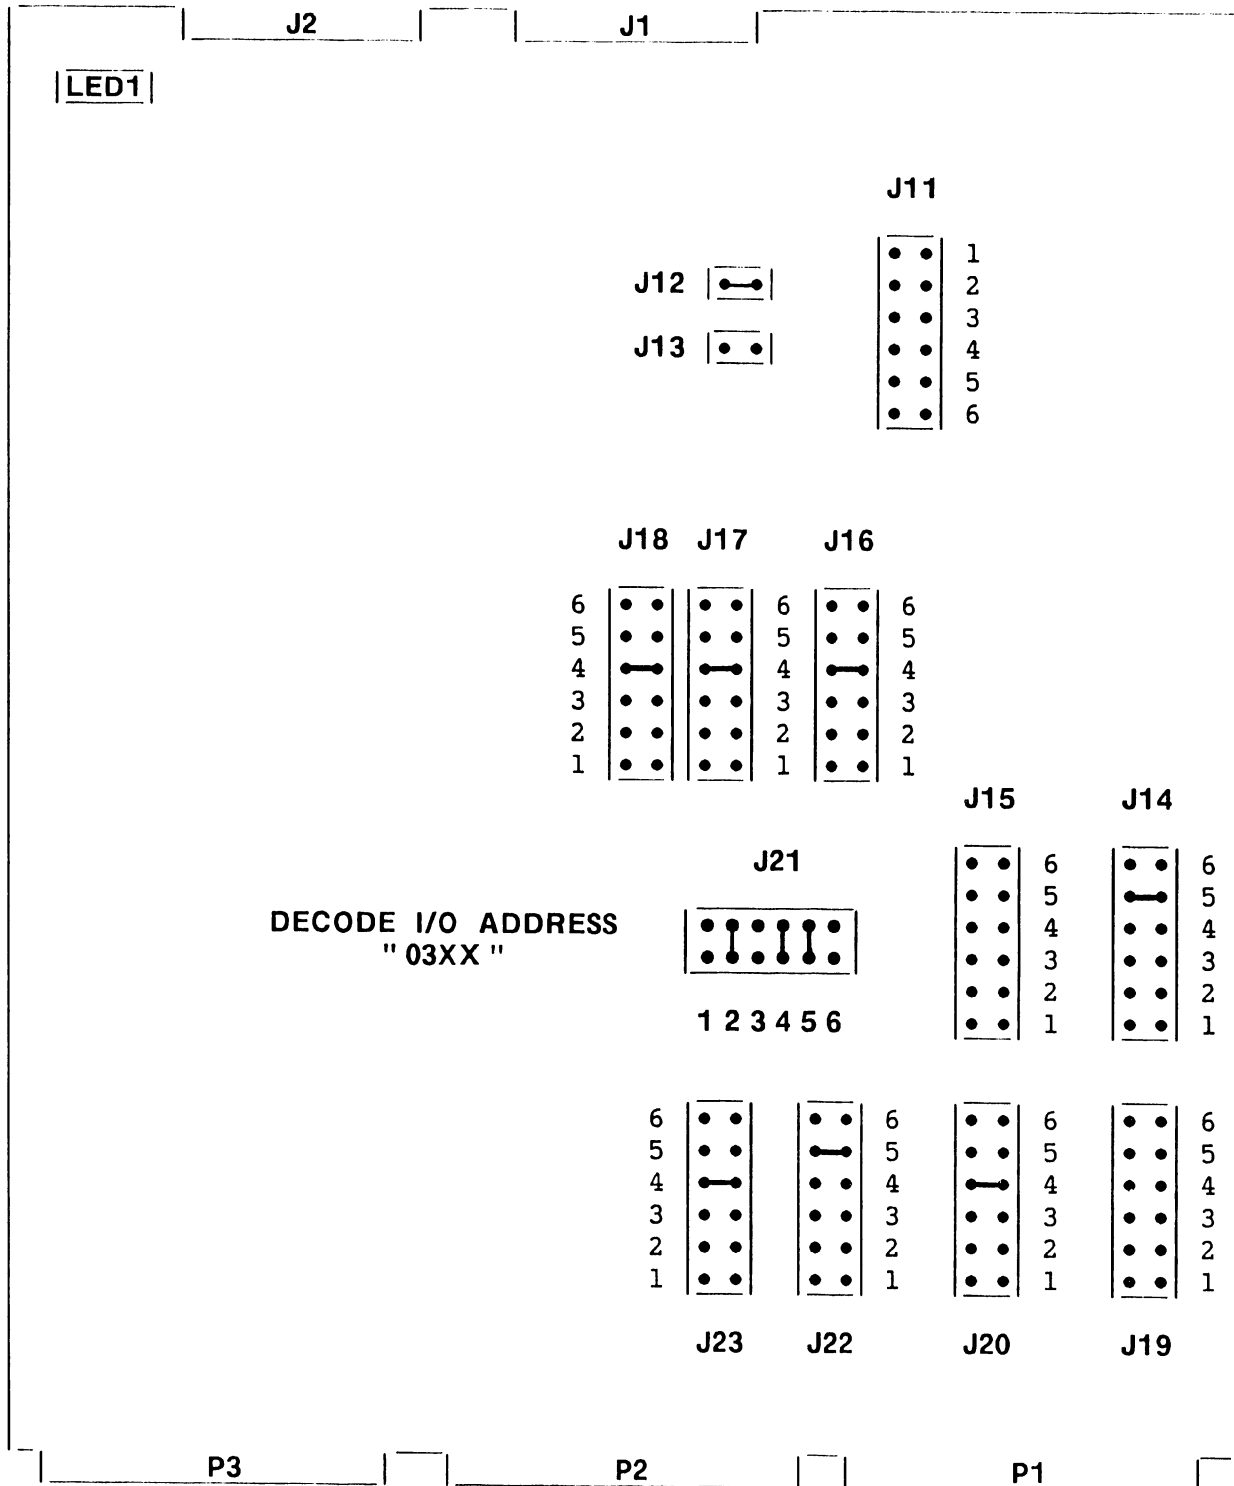 J2 J1
LED1
J11
1
J12 2
3
J13 4
5
6
J18 J17 J16
6 6 6
5 5 5
4 4 4
3 3 3
2 2 2
1 1 1
J15 J14
J21 6 6
5 5
DECODE I/O ADDRESS 4 4
" 03XX " 3 3
2 2
1 2 3 4 5 6 1 1
6 6 6 6
5 5 5 5
4 4 4 4
3 3 3 3
2 2 2 2
1 1 1 1
J23 J22 J20 J19
P3 P2 P1